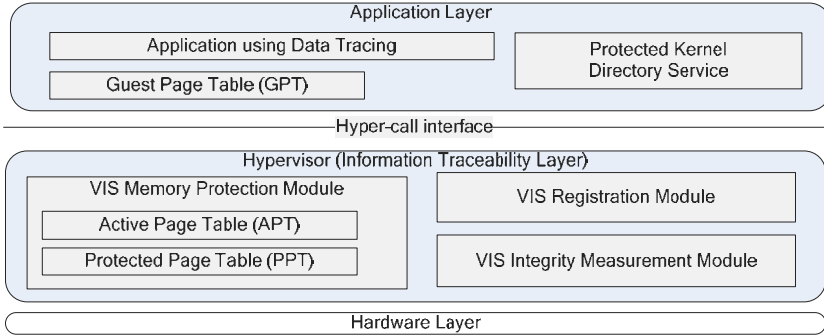 Application Layer
Application using Data Tracing
Guest Page Table (GPT)
Protected Kernel
Directory Service
Hyper-call interface
Hypervisor (Information Traceability Layer)
VIS Memory Protection Module
Active Page Table (APT)
Protected Page Table (PPT)
VIS Registration Module
VIS Integrity Measurement Module
Hardware Layer